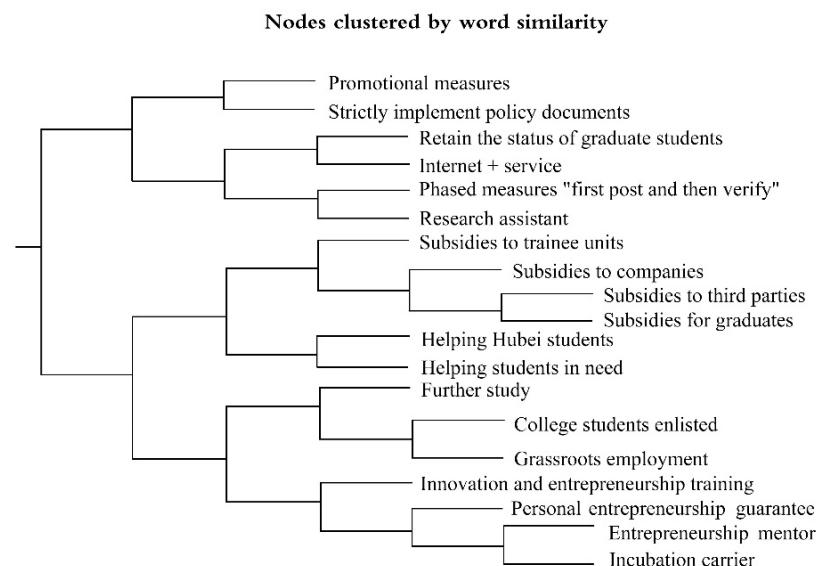 Nodes clustered by word similarity
Promotional measures
Strictly implement policy documents
Retain the status of graduate students
Internet + service
Phased measures "first post and then verify"
Research assistant
Subsidies to trainee units
Subsidies to companies
Subsidies to third parties
Subsidies for graduates
Helping Hubei students
Helping students in need
Further study
College students enlisted
Grassroots employment
Innovation and entrepreneurship training
Personal entrepreneurship guarantee
Entrepreneurship mentor
Incubation carrier